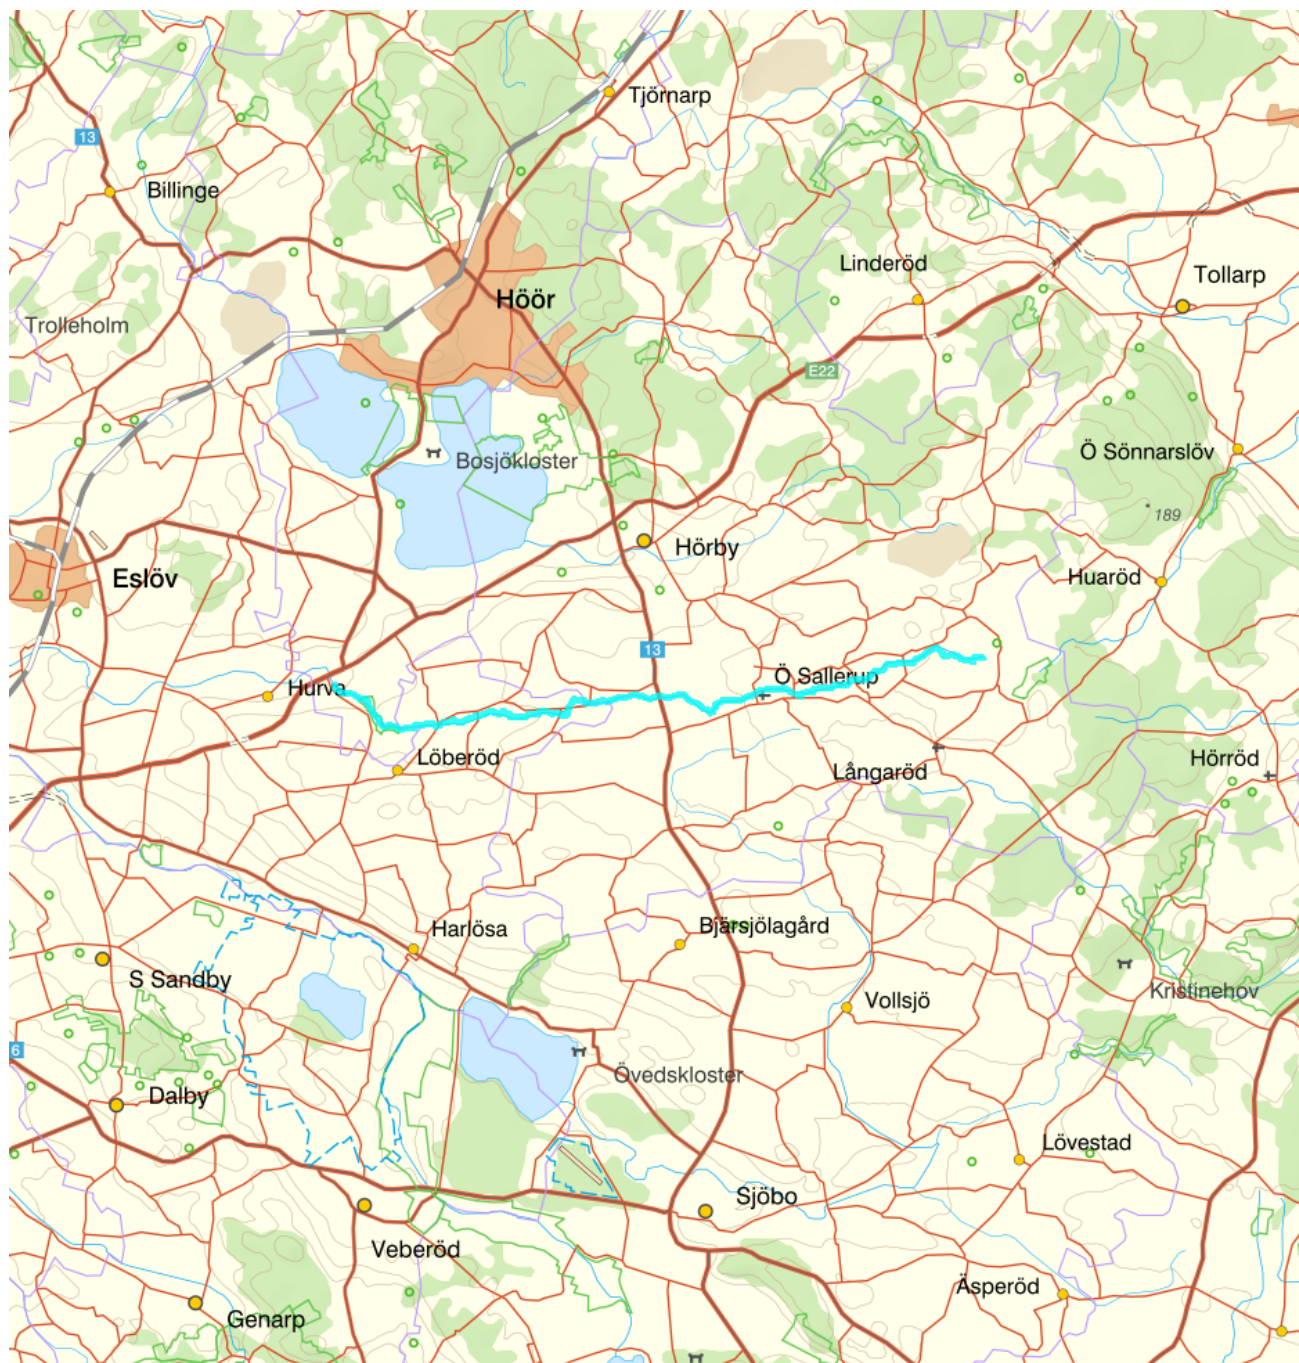 Tjörnarp
13
Billinge
Linderöd
Tollarp
Höör
Trolleholm
E22
Ö Sönnarslöv
Bosjökloster
189
Hörby
Huaröd
Eslöv
13
Ö Sallerup
Hurva
Löberöd
Långaröd
Hörröd
Harlösa
Bjärsjölagård
S Sandby
Kristinehov
Vollsjö
6
Övedskloster
Dalby
Lövestad
Sjöbo
Veberöd
Äsperöd
Genarp